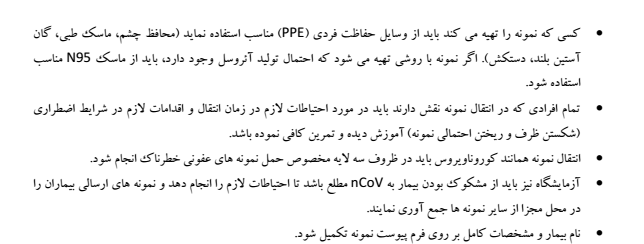 • کسی که نمونه را تهیه می کند باید از وسایل حفاظت فردی (PPE) مناسب استفاده نماید (محافظ چشم، ماسک طبی، گان
آستین بلند، دستکش). اگر نمونه با روشی تهیه می شود که احتمال تولید آئروسل وجود دارد، باید از ماسک N95 مناسب
استفاده شود.
• تمام افرادی که در انتقال نمونه نقش دارند باید در مورد احتیاطات لازم در زمان انتقال و اقدامات لازم در شرایط اضطراری
(شکستن ظرف و ریختن احتمالی نمونه) آموزش دیده و تمرین کافی نموده باشد.
• انتقال نمونه همانند کوروناویروس باید در ظروف سه لایه مخصوص حمل نمونه های عفونی خطرناک انجام شود.
• آزمایشگاه نیز باید از مشکوک بودن بیمار به nCoV مطلع باشد تا احتیاطات لازم را انجام دهد و نمونه های ارسالی بیماران را
در محل مجزا از سایر نمونه ها جمع آوری نمایند.
• نام بیمار و مشخصات کامل بر روی فرم پیوست نمونه تکمیل شود.